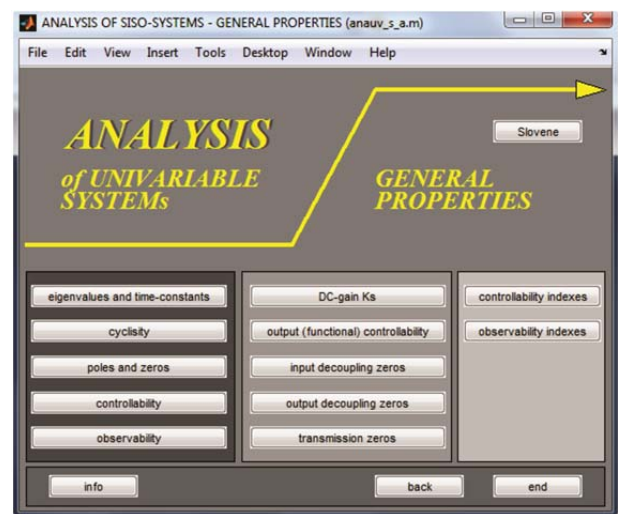 ANALYSIS OF SISO-SYSTEMS - GENERAL PROPERTIES (anauv_s_a.m)
File Edit View Insert Tools Desktop Window Help
ANALYSIS
of UNIVARIABLE
SYSTEMs
Slovene
GENERAL
PROPERTIES
eigenvalues and time-constants
cyclisity
poles and zeros
controllability
observability
DC-gain Ks
output (functional) controllability
input decoupling zeros
output decoupling zeros
transmission zeros
controllability indexes
observability indexes
info
back
end